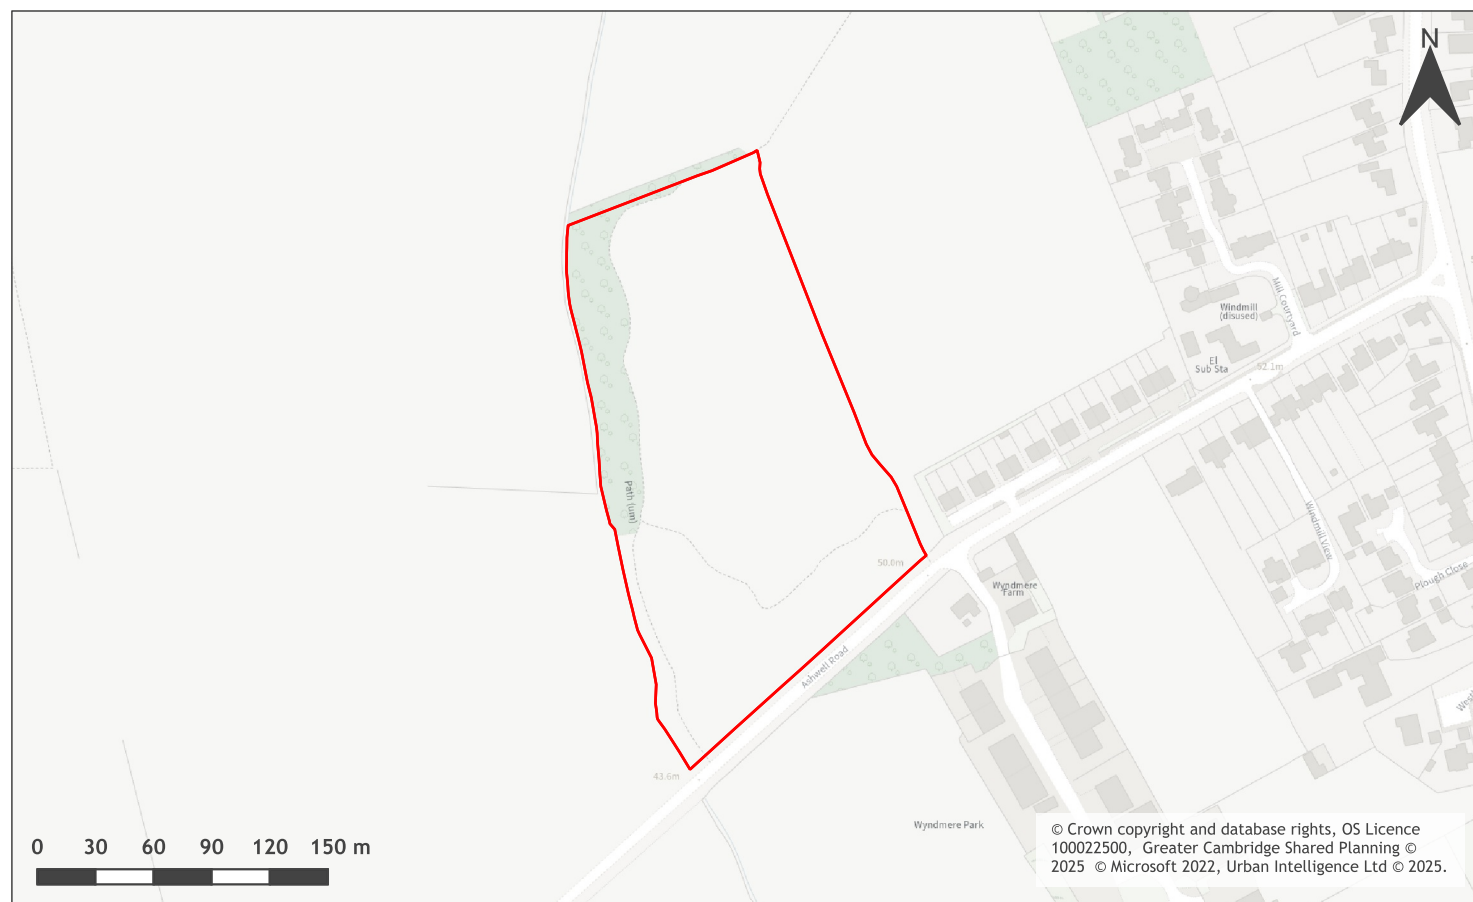 N
Mill Courtyard
Windmill
(disused)
El
Sub Sta
52.1m
Path (um)
Windmill View
Plough Close
50.0m
Wyndmere
Farm
Ashwell Road
43.6m
Wyndmere Park
0 30 60 90 120 150 m
© Crown copyright and database rights, OS Licence
100022500, Greater Cambridge Shared Planning ©
2025 © Microsoft 2022, Urban Intelligence Ltd © 2025.